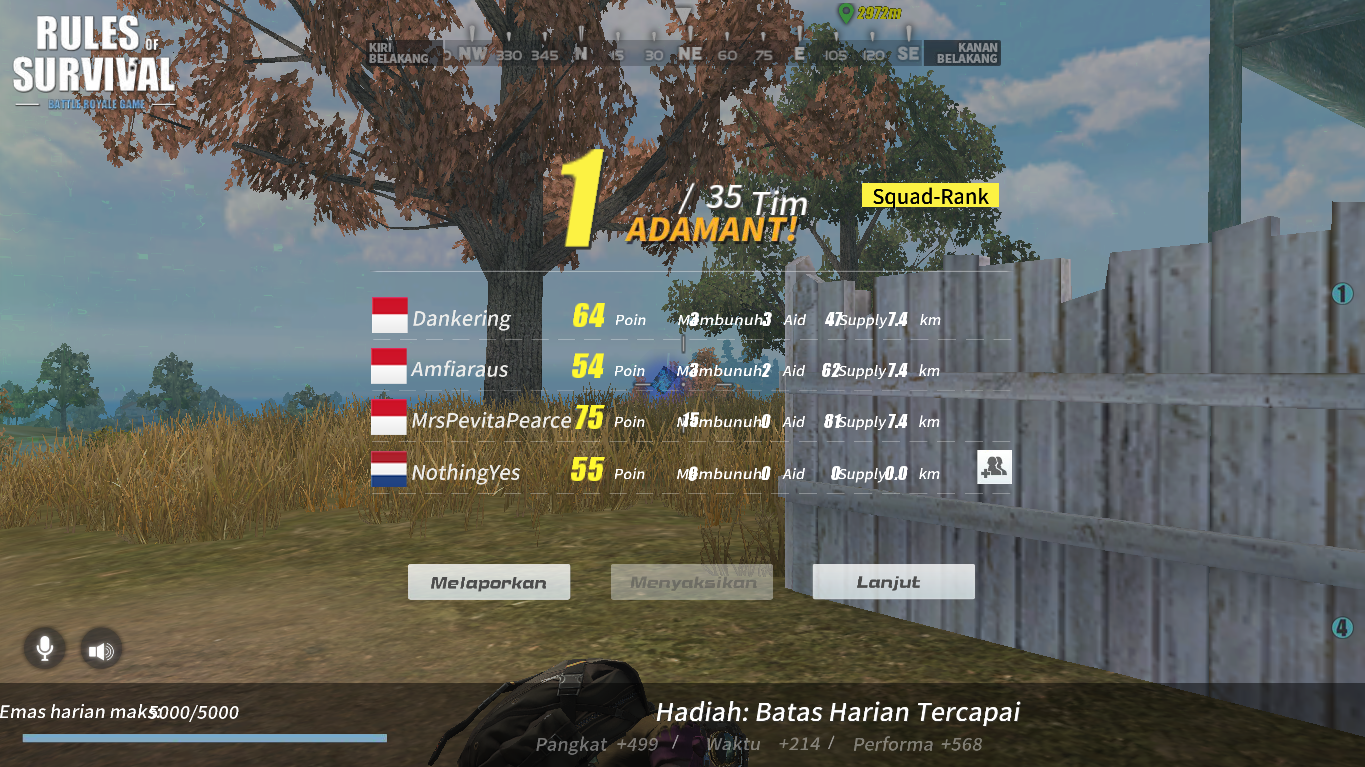 RULES OF
SURVIVAL
BATTLE ROYALE GAME
2972m
KIRI BELAKANG
NW 330 345 N 15 30 NE 60 75 E 105 120 SE
KANAN BELAKANG
1 / 35 Tim
ADAMANT!
Squad-Rank
Dankering 64 Poin Membunuh 3 Aid 47 Supply 7.4 km
Amfiaraus 54 Poin 3 Membunuh 2 Aid 62 Supply 7.4 km
MrsPevitaPearce 75 Poin 15 Membunuh 0 Aid 81 Supply 7.4 km
NothingYes 55 Poin Membunuh 0 Aid 0 Supply 0.0 km
Melaporkan
Menyaksikan
Lanjut
1
4
Emas harian maks: 5000/5000
Hadiah: Batas Harian Tercapai
Pangkat +499 / Waktu +214 / Performa +568